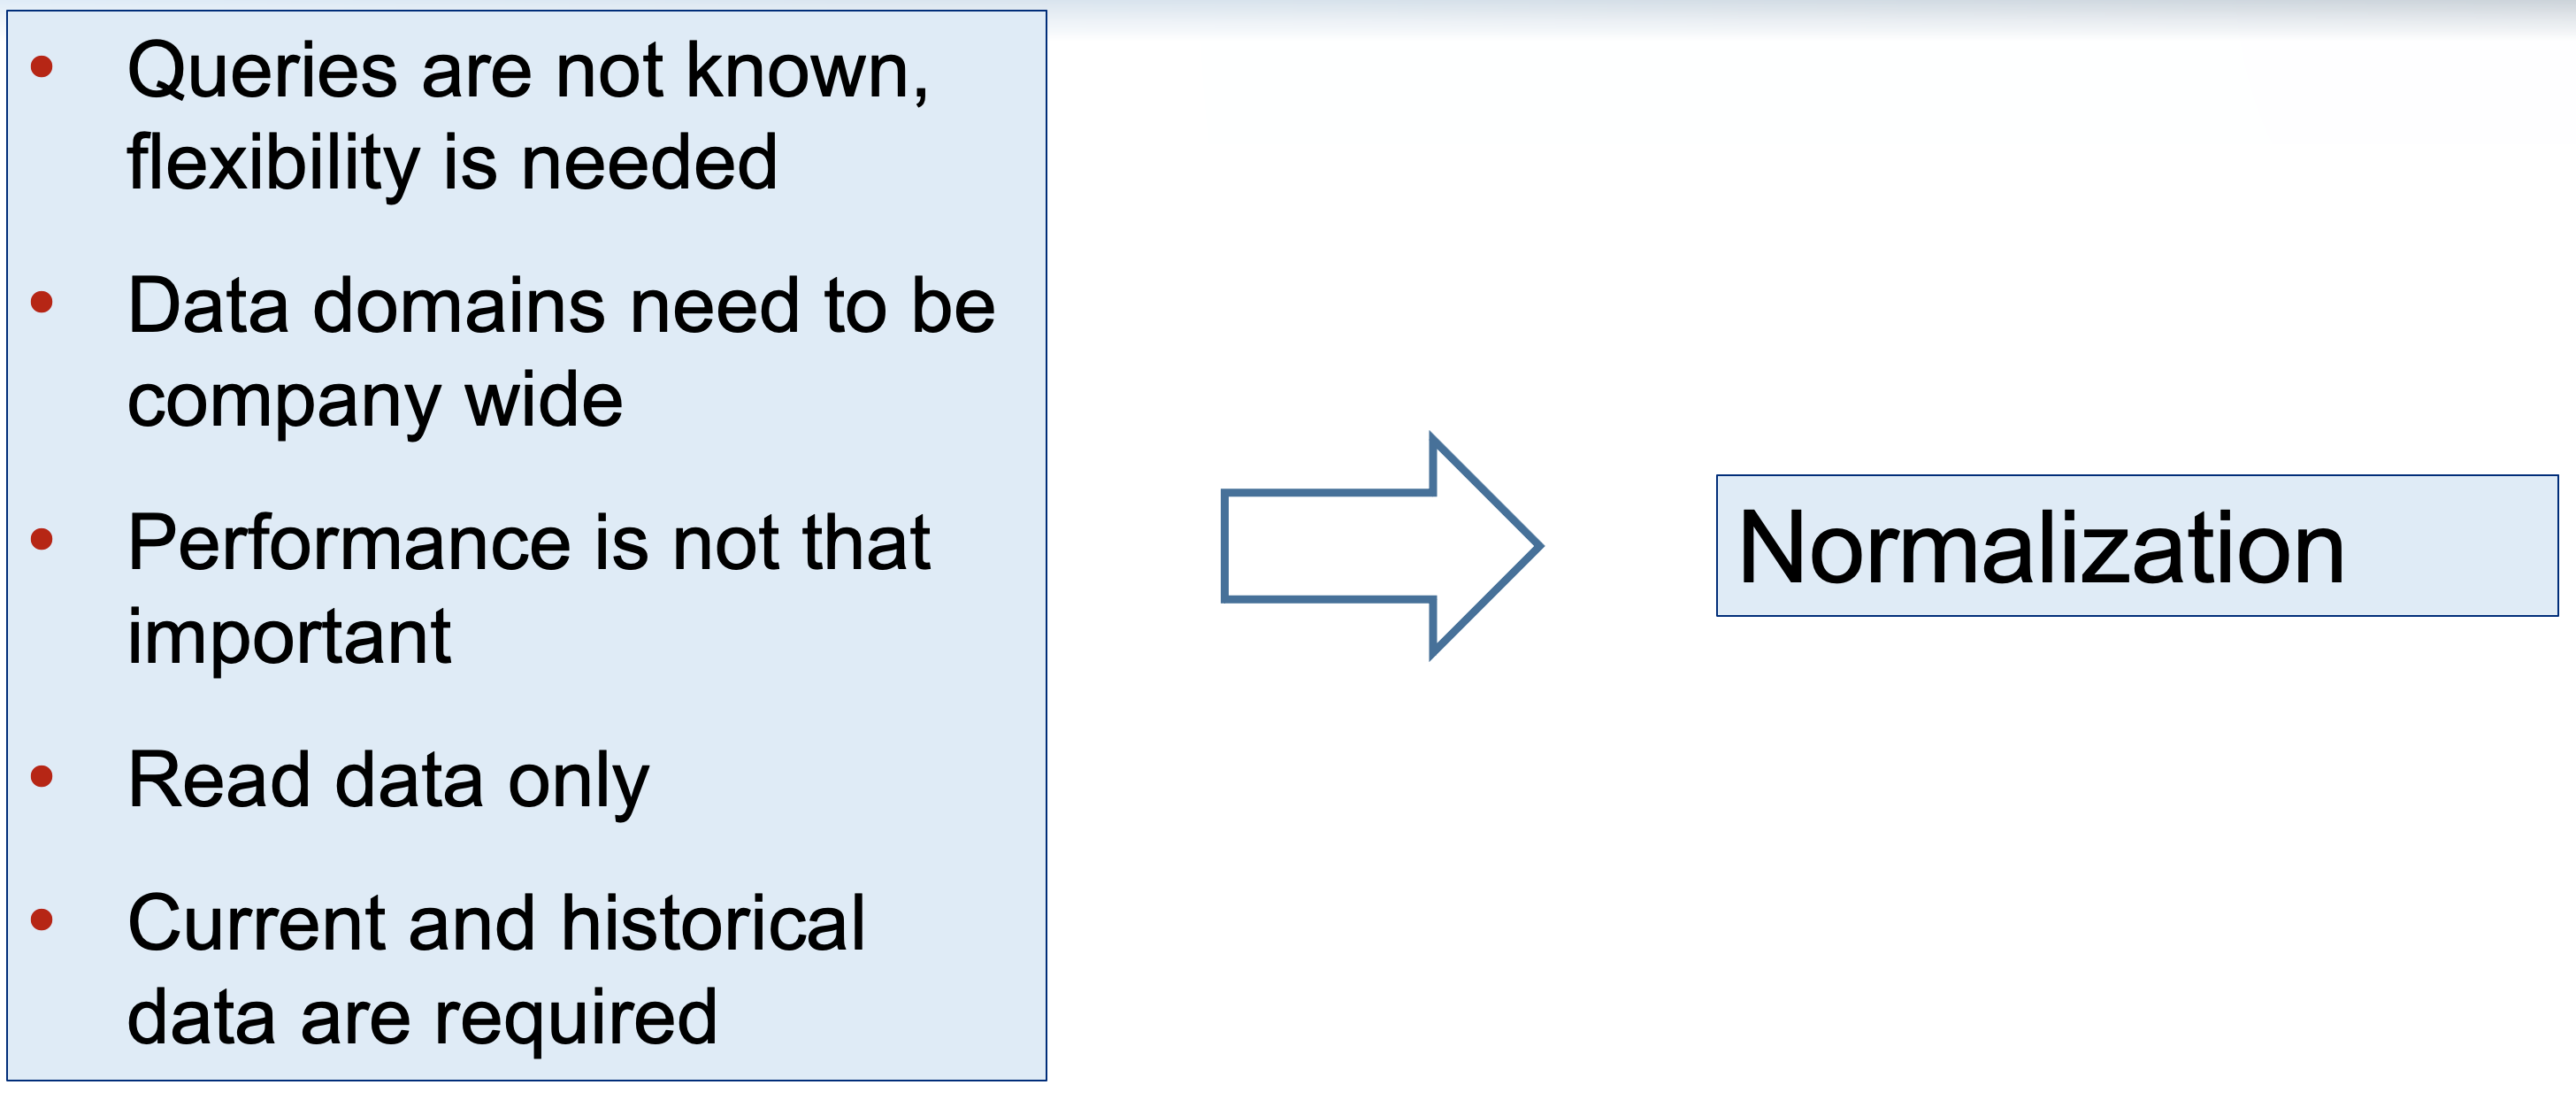 • Queries are not known,
flexibility is needed
• Data domains need to be
company wide
• Performance is not that
important
• Read data only
• Current and historical
data are required
Normalization